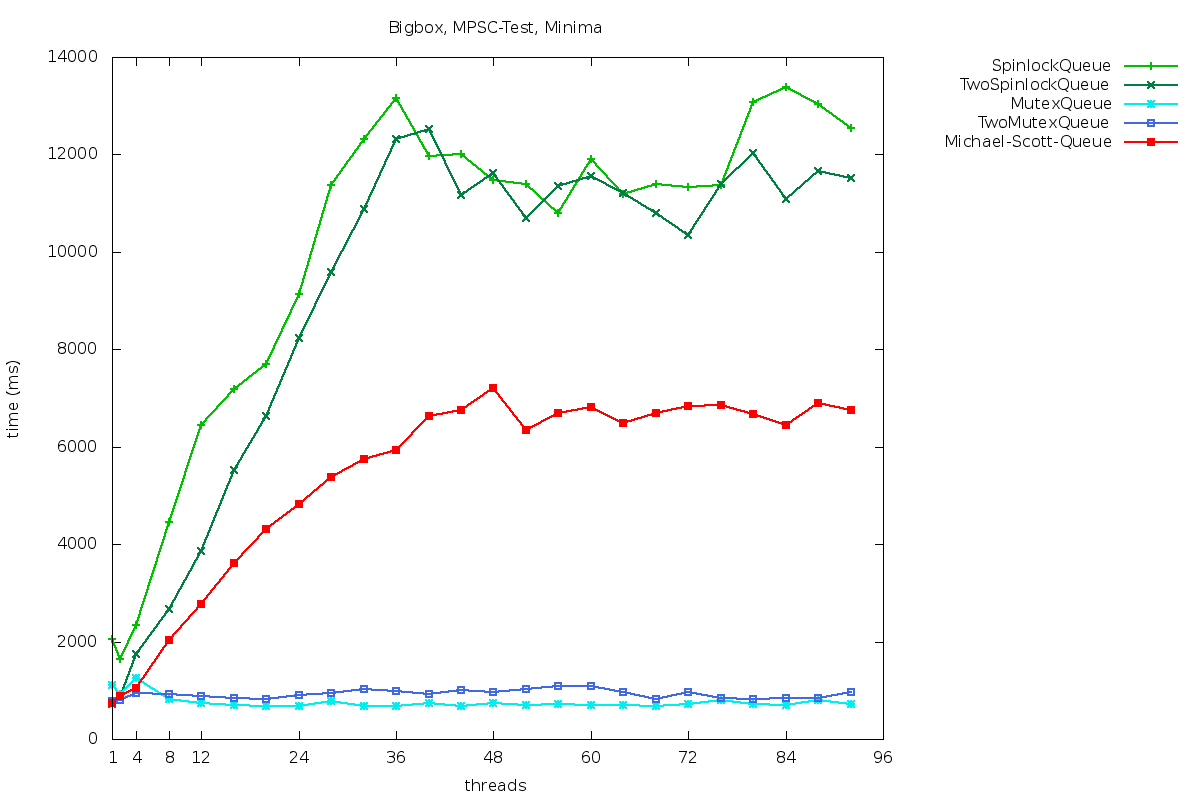 Bigbox, MPSC-Test, Minima
SpinlockQueue
TwoSpinlockQueue
MutexQueue
TwoMutexQueue
Michael-Scott-Queue
14000
12000
10000
8000
6000
4000
2000
0
time (ms)
1 4 8 12 24 36 48 60 72 84 96
threads